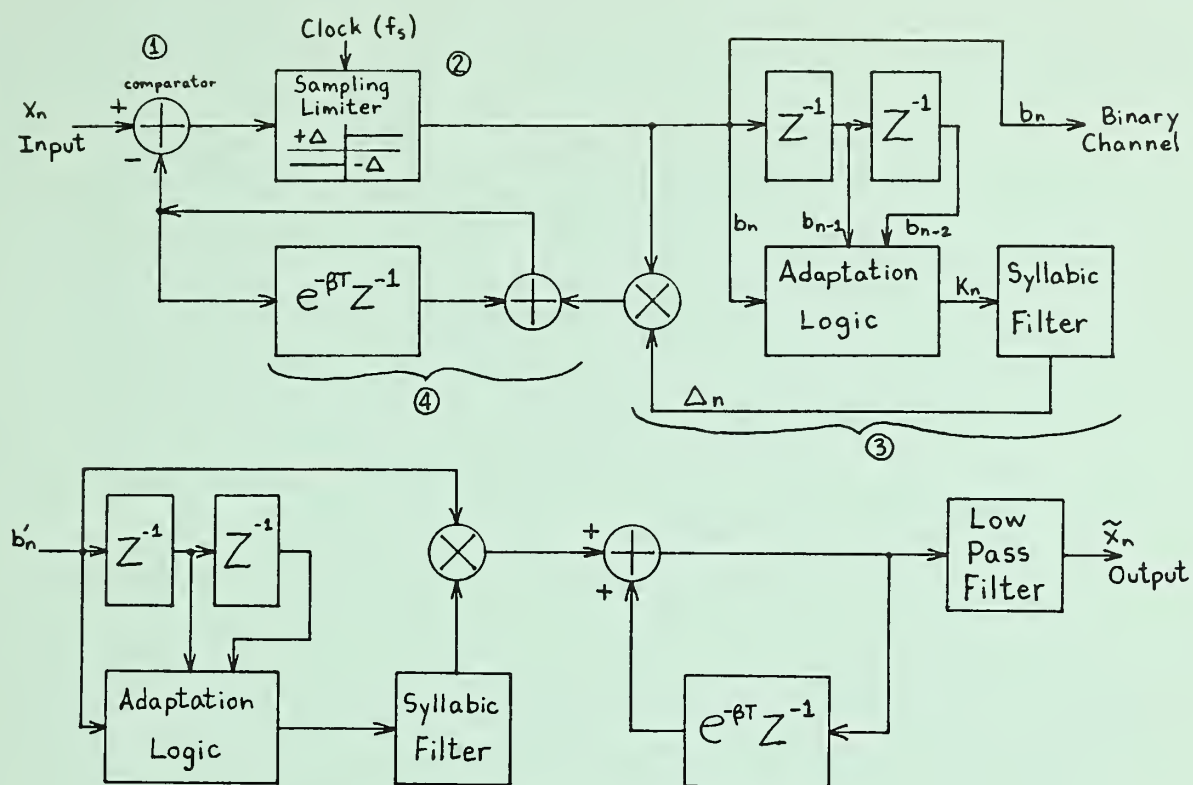 Clock (fs)
①
②
comparator
+
Xn
Input
-
Sampling
Limiter
+Δ
-Δ
Z⁻¹
Z⁻¹
bn
Binary
Channel
bn
bn-1
bn-2
e^-βT Z⁻¹
Adaptation
Logic
Kn
Syllabic
Filter
④
Δn
③
b'n
Z⁻¹
Z⁻¹
+
+
Low
Pass
Filter
x̃n
Output
Adaptation
Logic
Syllabic
Filter
e^-βT Z⁻¹